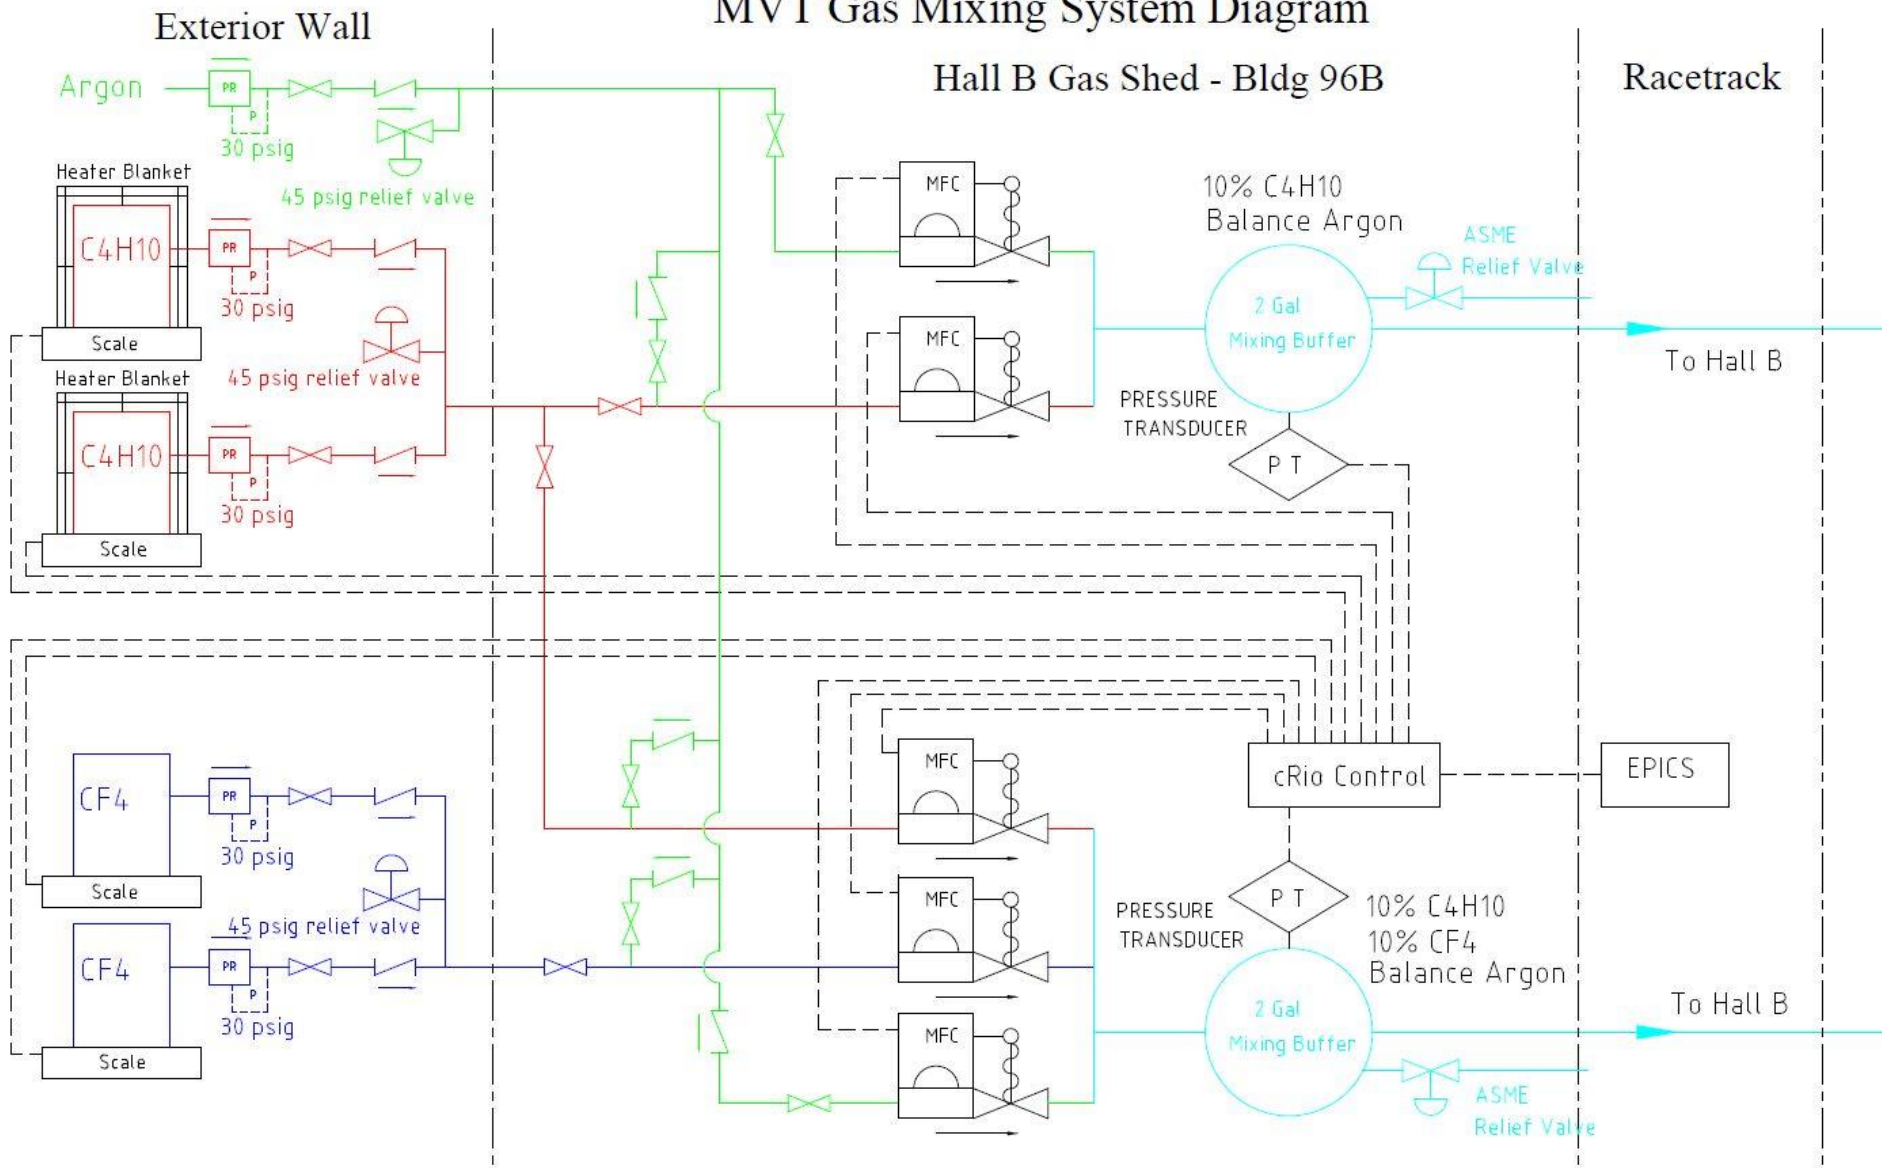 MVT Gas Mixing System Diagram
Exterior Wall
Hall B Gas Shed - Bldg 96B
Racetrack
Argon
PR
P
30 psig
45 psig relief valve
Heater Blanket
C4H10
PR
P
30 psig
Scale
45 psig relief valve
Heater Blanket
C4H10
PR
P
30 psig
Scale
MFC
MFC
10% C4H10
Balance Argon
2 Gal
Mixing Buffer
ASME
Relief Valve
To Hall B
PRESSURE
TRANSDUCER
P T
CF4
PR
P
30 psig
Scale
45 psig relief valve
CF4
PR
P
30 psig
Scale
MFC
MFC
MFC
cRio Control
EPICS
PRESSURE
TRANSDUCER
P T
10% C4H10
10% CF4
Balance Argon
2 Gal
Mixing Buffer
To Hall B
ASME
Relief Valve